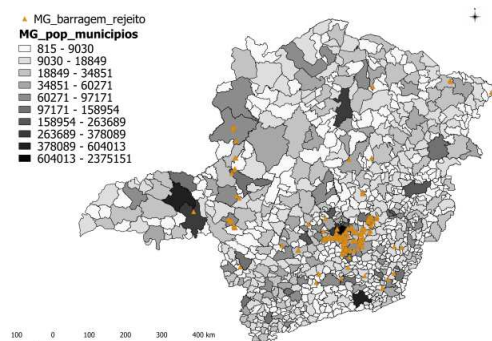 MG_barragem_rejeito
MG_pop_municipios
815 - 9030
9030 - 18849
18849 - 34851
34851 - 60271
60271 - 97171
97171 - 158954
158954 - 263689
263689 - 378089
378089 - 604013
604013 - 2375151
100 0 100 200 300 400 km